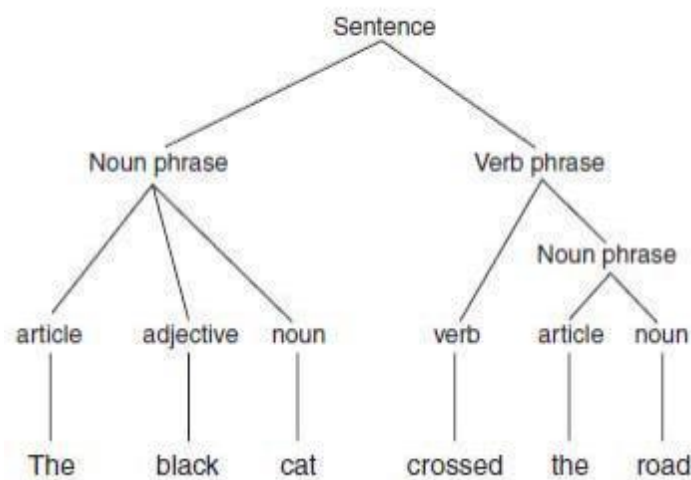 Sentence
Noun phrase Verb phrase
Noun phrase
article adjective noun verb article noun
The black cat crossed the road